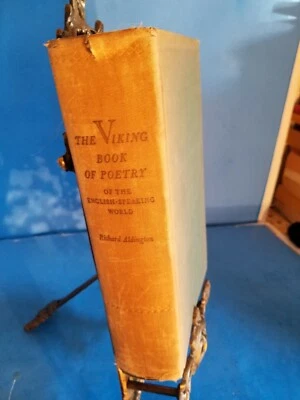 THE VIKING
BOOK
OF POETRY
OF THE
ENGLISH-SPEAKING
WORLD
Richard Aldington